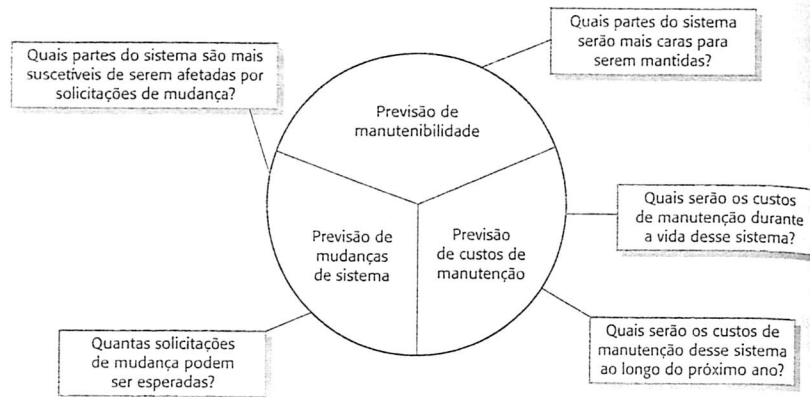 Quais partes do sistema
serão mais caras para
serem mantidas?
Quais partes do sistema são mais
suscetíveis de serem afetadas por
solicitações de mudança?
Previsão de
manutenibilidade
Quais serão os custos
de manutenção durante
a vida desse sistema?
Previsão de
mudanças
de sistema
Previsão
de custos de
manutenção
Quantas solicitações
de mudança podem
ser esperadas?
Quais serão os custos de
manutenção desse sistema
ao longo do próximo ano?